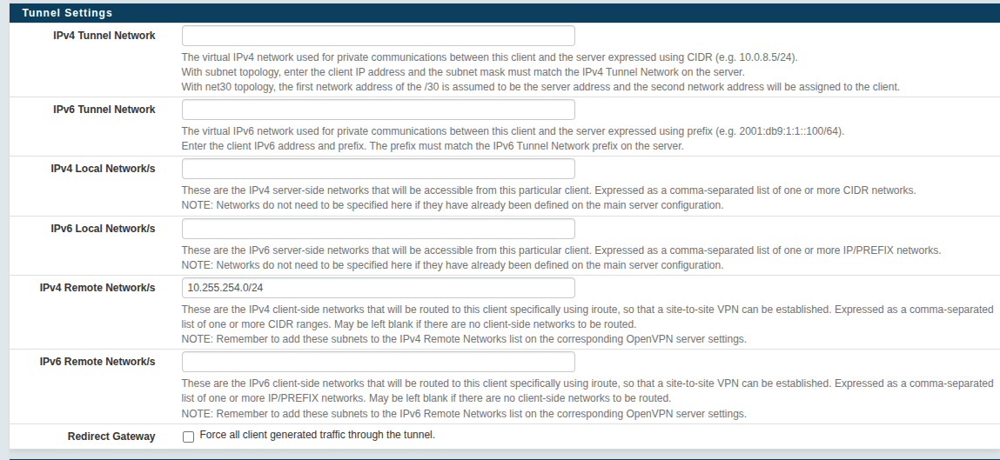 Tunnel Settings
IPv4 Tunnel Network
The virtual IPv4 network used for private communications between this client and the server expressed using CIDR (e.g. 10.0.8.5/24).
With subnet topology, enter the client IP address and the subnet mask must match the IPv4 Tunnel Network on the server.
With net30 topology, the first network address of the /30 is assumed to be the server address and the second network address will be assigned to the client.
IPv6 Tunnel Network
The virtual IPv6 network used for private communications between this client and the server expressed using prefix (e.g. 2001:db9:1:1::100/64).
Enter the client IPv6 address and prefix. The prefix must match the IPv6 Tunnel Network prefix on the server.
IPv4 Local Network/s
These are the IPv4 server-side networks that will be accessible from this particular client. Expressed as a comma-separated list of one or more CIDR networks.
NOTE: Networks do not need to be specified here if they have already been defined on the main server configuration.
IPv6 Local Network/s
These are the IPv6 server-side networks that will be accessible from this particular client. Expressed as a comma-separated list of one or more IP/PREFIX networks.
NOTE: Networks do not need to be specified here if they have already been defined on the main server configuration.
IPv4 Remote Network/s
10.255.254.0/24
These are the IPv4 client-side networks that will be routed to this client specifically using iroute, so that a site-to-site VPN can be established. Expressed as a comma-separated
list of one or more CIDR ranges. May be left blank if there are no client-side networks to be routed.
NOTE: Remember to add these subnets to the IPv4 Remote Networks list on the corresponding OpenVPN server settings.
IPv6 Remote Network/s
These are the IPv6 client-side networks that will be routed to this client specifically using iroute, so that a site-to-site VPN can be established. Expressed as a comma-separated
list of one or more IP/PREFIX networks. May be left blank if there are no client-side networks to be routed.
NOTE: Remember to add these subnets to the IPv6 Remote Networks list on the corresponding OpenVPN server settings.
Redirect Gateway
Force all client generated traffic through the tunnel.